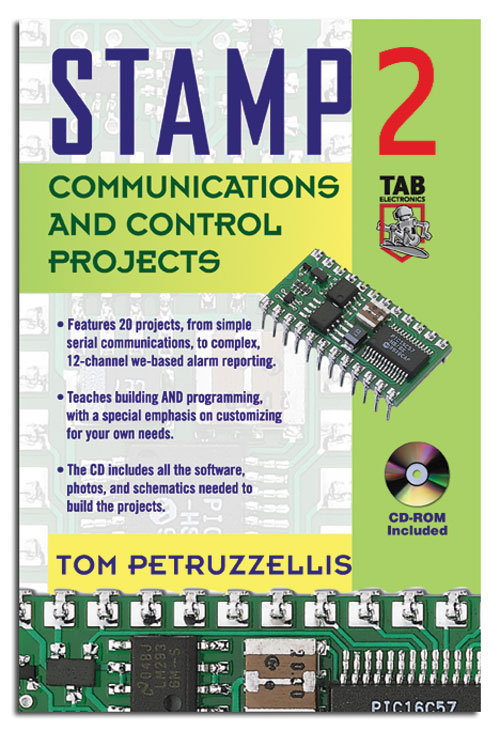 STAMP 2
COMMUNICATIONS
AND CONTROL
PROJECTS
TAB
ELECTRONICS
• Features 20 projects, from simple
serial communications, to complex,
12-channel we-based alarm reporting.
• Teaches building AND programming,
with a special emphasis on customizing
for your own needs.
• The CD includes all the software,
photos, and schematics needed to
build the projects.
PIC16C57
CD-ROM
Included
TOM PETRUZZELLIS
LM293
PIC16C57